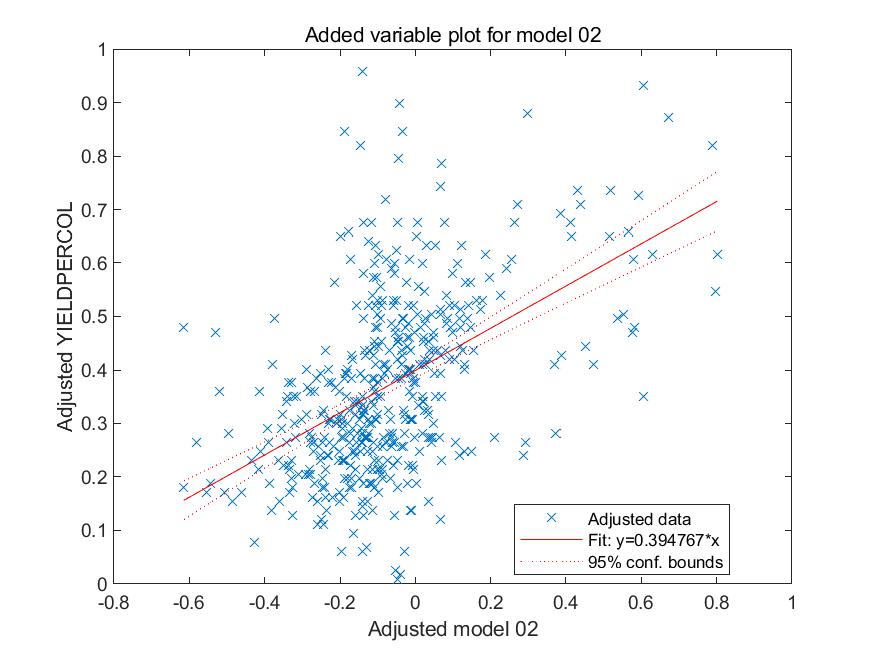 Added variable plot for model 02
1
0.9
0.8
0.7
0.6
0.5
0.4
0.3
0.2
0.1
0
Adjusted YIELDPERCOL
Adjusted data
Fit: y=0.394767*x
95% conf. bounds
-0.8 -0.6 -0.4 -0.2 0 0.2 0.4 0.6 0.8 1
Adjusted model 02